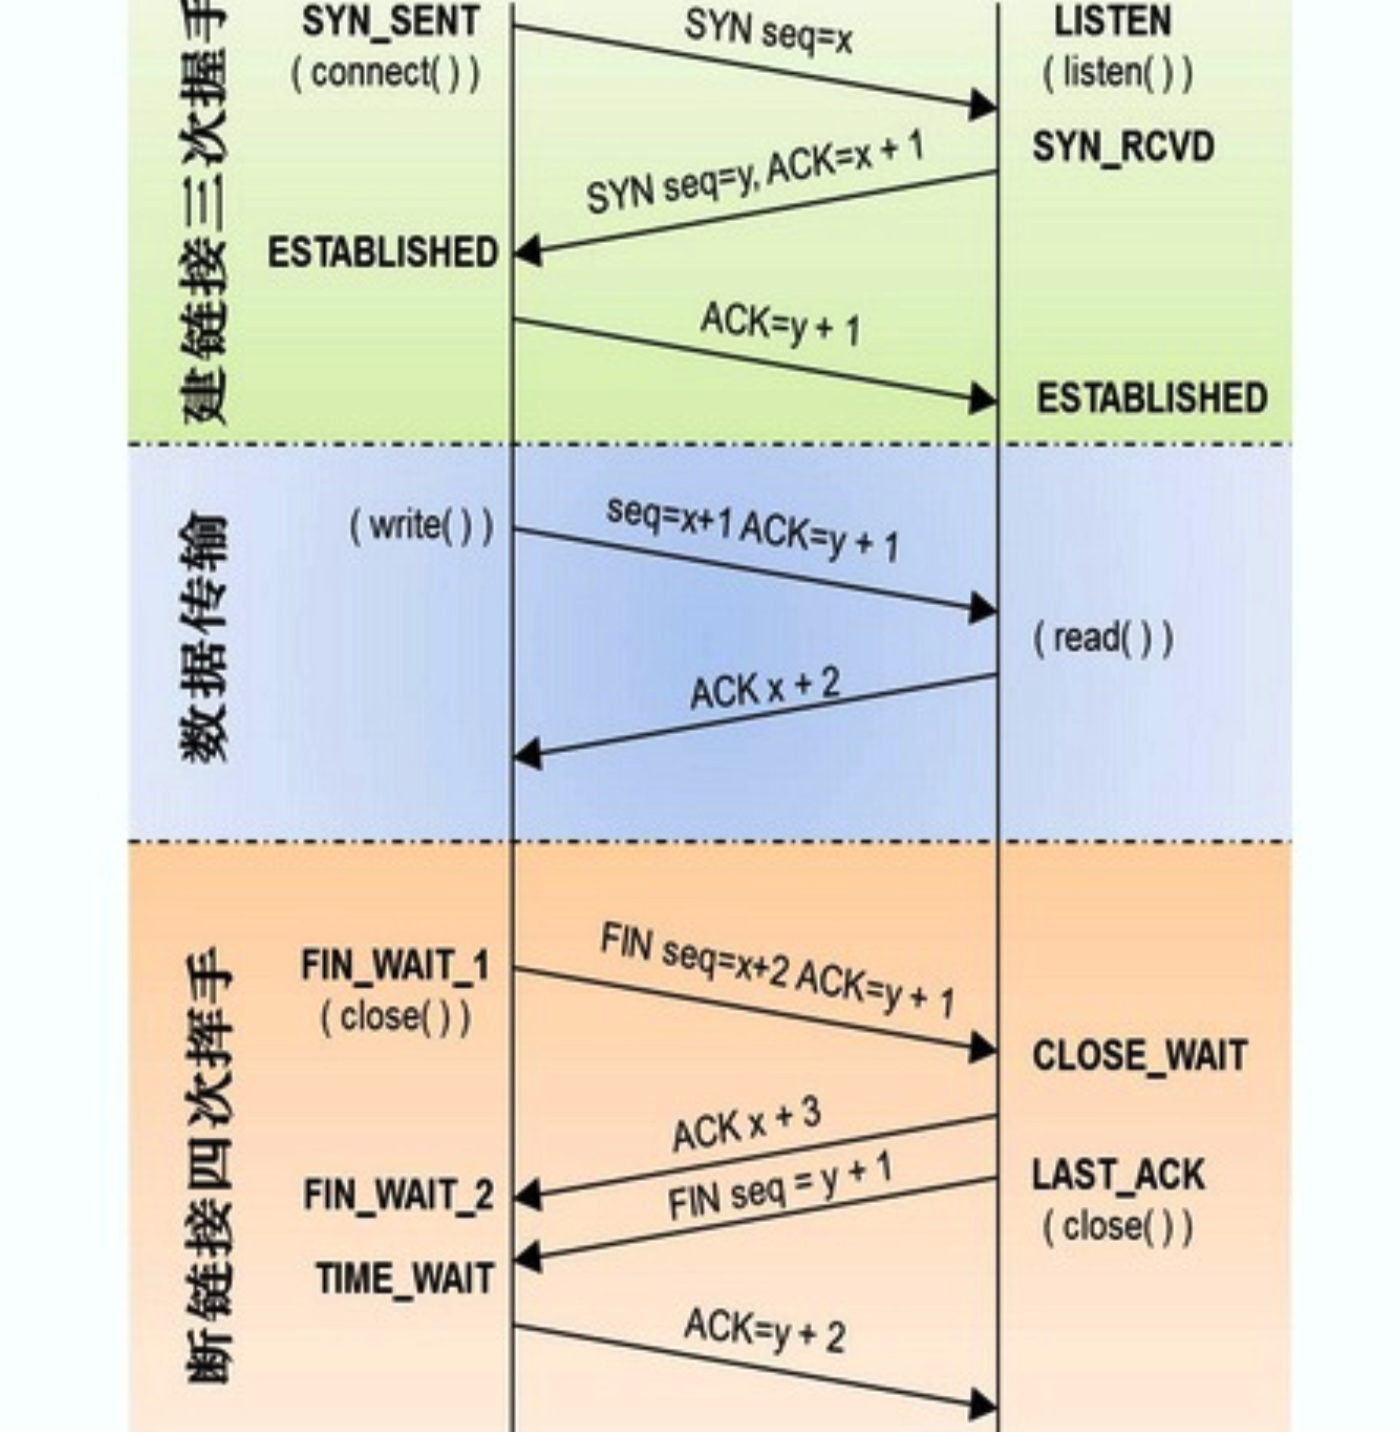 建链接三次握手
SYN_SENT
( connect( ) )
SYN seq=x
LISTEN
( listen( ) )
SYN_RCVD
SYN seq=y, ACK=x + 1
ESTABLISHED
ACK=y + 1
ESTABLISHED
数据传输
( write( ) )
seq=x+1 ACK=y + 1
( read( ) )
ACK x + 2
断链接四次挥手
FIN_WAIT_1
( close( ) )
FIN seq=x+2 ACK=y + 1
CLOSE_WAIT
ACK x + 3
FIN_WAIT_2
FIN seq = y + 1
LAST_ACK
( close( ) )
TIME_WAIT
ACK=y + 2